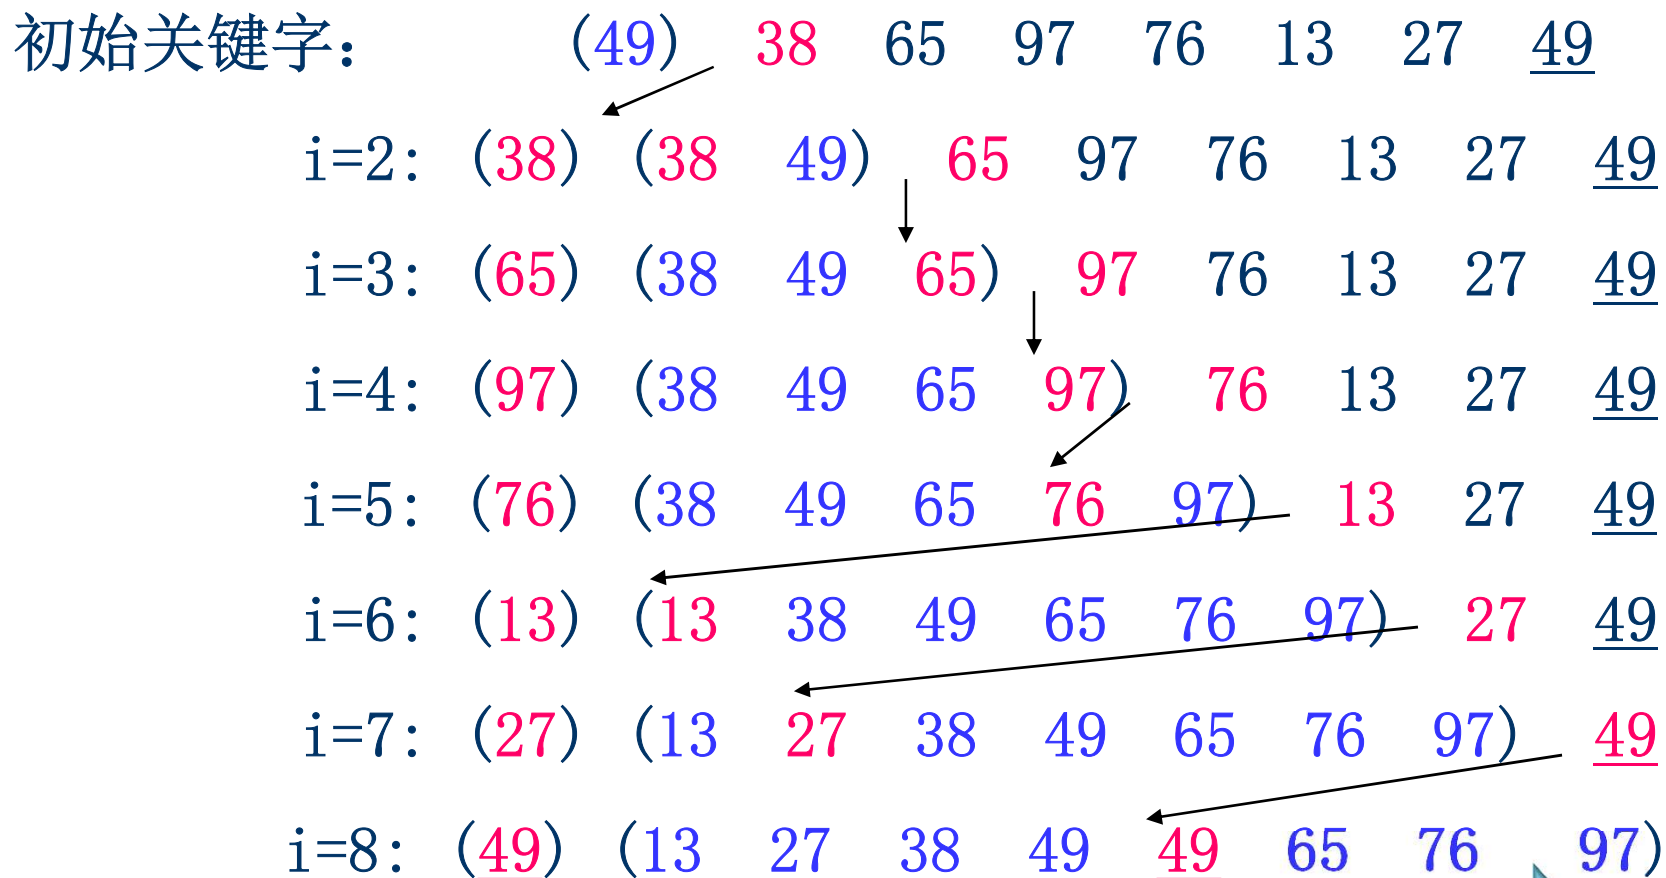 初始关键字: (49) 38 65 97 76 13 27 49
i=2: (38) (38 49) 65 97 76 13 27 49
i=3: (65) (38 49 65) 97 76 13 27 49
i=4: (97) (38 49 65 97) 76 13 27 49
i=5: (76) (38 49 65 76 97) 13 27 49
i=6: (13) (13 38 49 65 76 97) 27 49
i=7: (27) (13 27 38 49 65 76 97) 49
i=8: (49) (13 27 38 49 49 65 76 97)